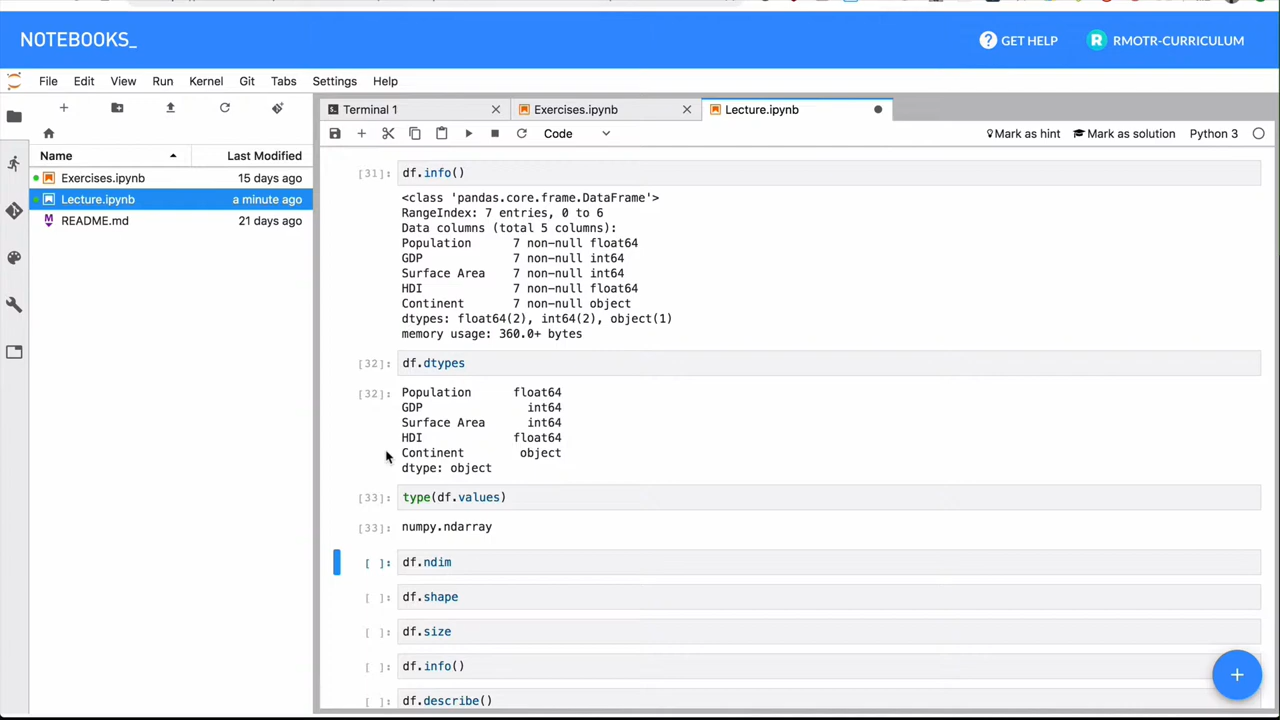 NOTEBOOKS_
GET HELP
R RMOTR-CURRICULUM
File Edit View Run Kernel Git Tabs Settings Help
Terminal 1
Exercises.ipynb
Lecture.ipynb
Code
Mark as hint
Mark as solution
Python 3
Name Last Modified
Exercises.ipynb 15 days ago
Lecture.ipynb a minute ago
README.md 21 days ago
[31]: df.info()
<class 'pandas.core.frame.DataFrame'>
RangeIndex: 7 entries, 0 to 6
Data columns (total 5 columns):
Population 7 non-null float64
GDP 7 non-null int64
Surface Area 7 non-null int64
HDI 7 non-null float64
Continent 7 non-null object
dtypes: float64(2), int64(2), object(1)
memory usage: 360.0+ bytes
[32]: df.dtypes
[32]: Population float64
GDP int64
Surface Area int64
HDI float64
Continent object
dtype: object
[33]: type(df.values)
[33]: numpy.ndarray
[ ]: df.ndim
[ ]: df.shape
[ ]: df.size
[ ]: df.info()
[ ]: df.describe()